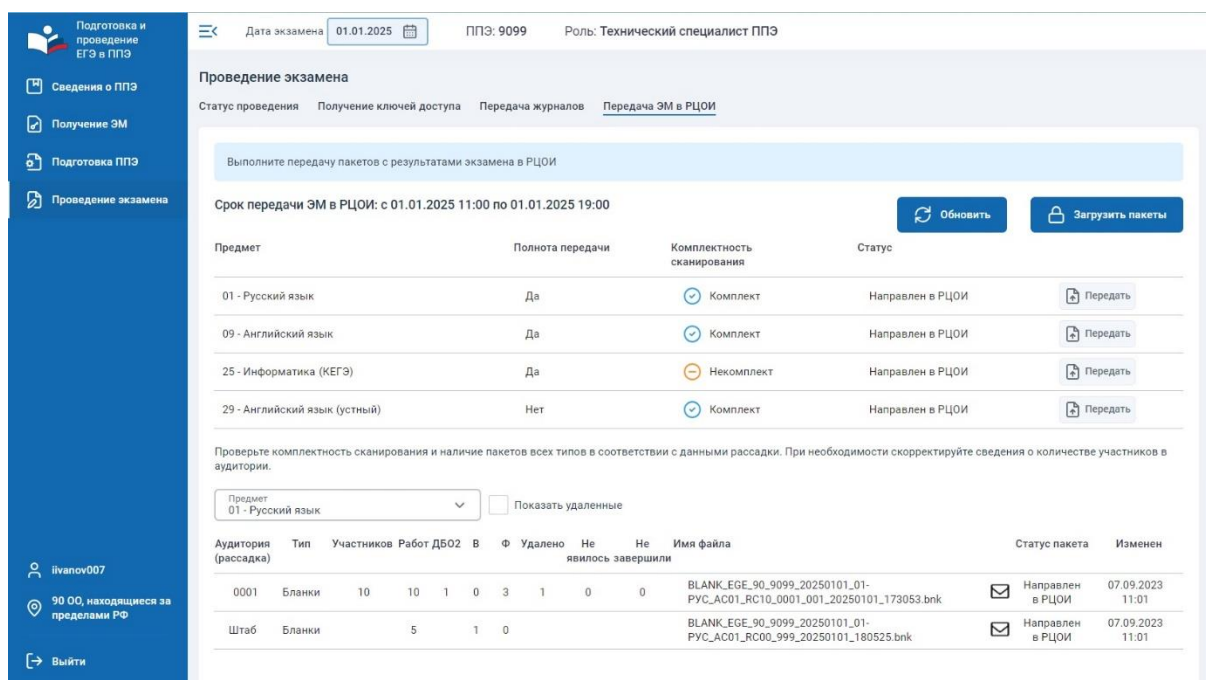 Подготовка и
проведение
ЕГЭ в ППЭ
Сведения о ППЭ
Получение ЭМ
Подготовка ППЭ
Проведение экзамена
iivanov007
90 ОО, находящиеся за
пределами РФ
Выйти
Дата экзамена 01.01.2025 ППЭ: 9099 Роль: Технический специалист ППЭ
Проведение экзамена
Статус проведения Получение ключей доступа Передача журналов Передача ЭМ в РЦОИ
Выполните передачу пакетов с результатами экзамена в РЦОИ
Срок передачи ЭМ в РЦОИ: с 01.01.2025 11:00 по 01.01.2025 19:00 Обновить Загрузить пакеты
Предмет Полнота передачи Комплектность Статус
сканирования
01 - Русский язык Да Комплект Направлен в РЦОИ Передать
09 - Английский язык Да Комплект Направлен в РЦОИ Передать
25 - Информатика (КЕГЭ) Да Некомплект Направлен в РЦОИ Передать
29 - Английский язык (устный) Нет Комплект Направлен в РЦОИ Передать
Проверьте комплектность сканирования и наличие пакетов всех типов в соответствии с данными рассадки. При необходимости скорректируйте сведения о количестве участников в
аудитории.
Предмет
01 - Русский язык Показать удаленные
Аудитория Тип Участников Работ ДБО2 В Ф Удалено Не Не Имя файла Статус пакета Изменен
(рассадка) явилось завершили
0001 Бланки 10 10 1 0 3 1 0 0 BLANK_EGE_90_9099_20250101_01- Направлен 07.09.2023
РУС_AC01_RC10_0001_001_20250101_173053.bnk в РЦОИ 11:01
Штаб Бланки 5 1 0 BLANK_EGE_90_9099_20250101_01- Направлен 07.09.2023
РУС_AC01_RC00_999_20250101_180525.bnk в РЦОИ 11:01